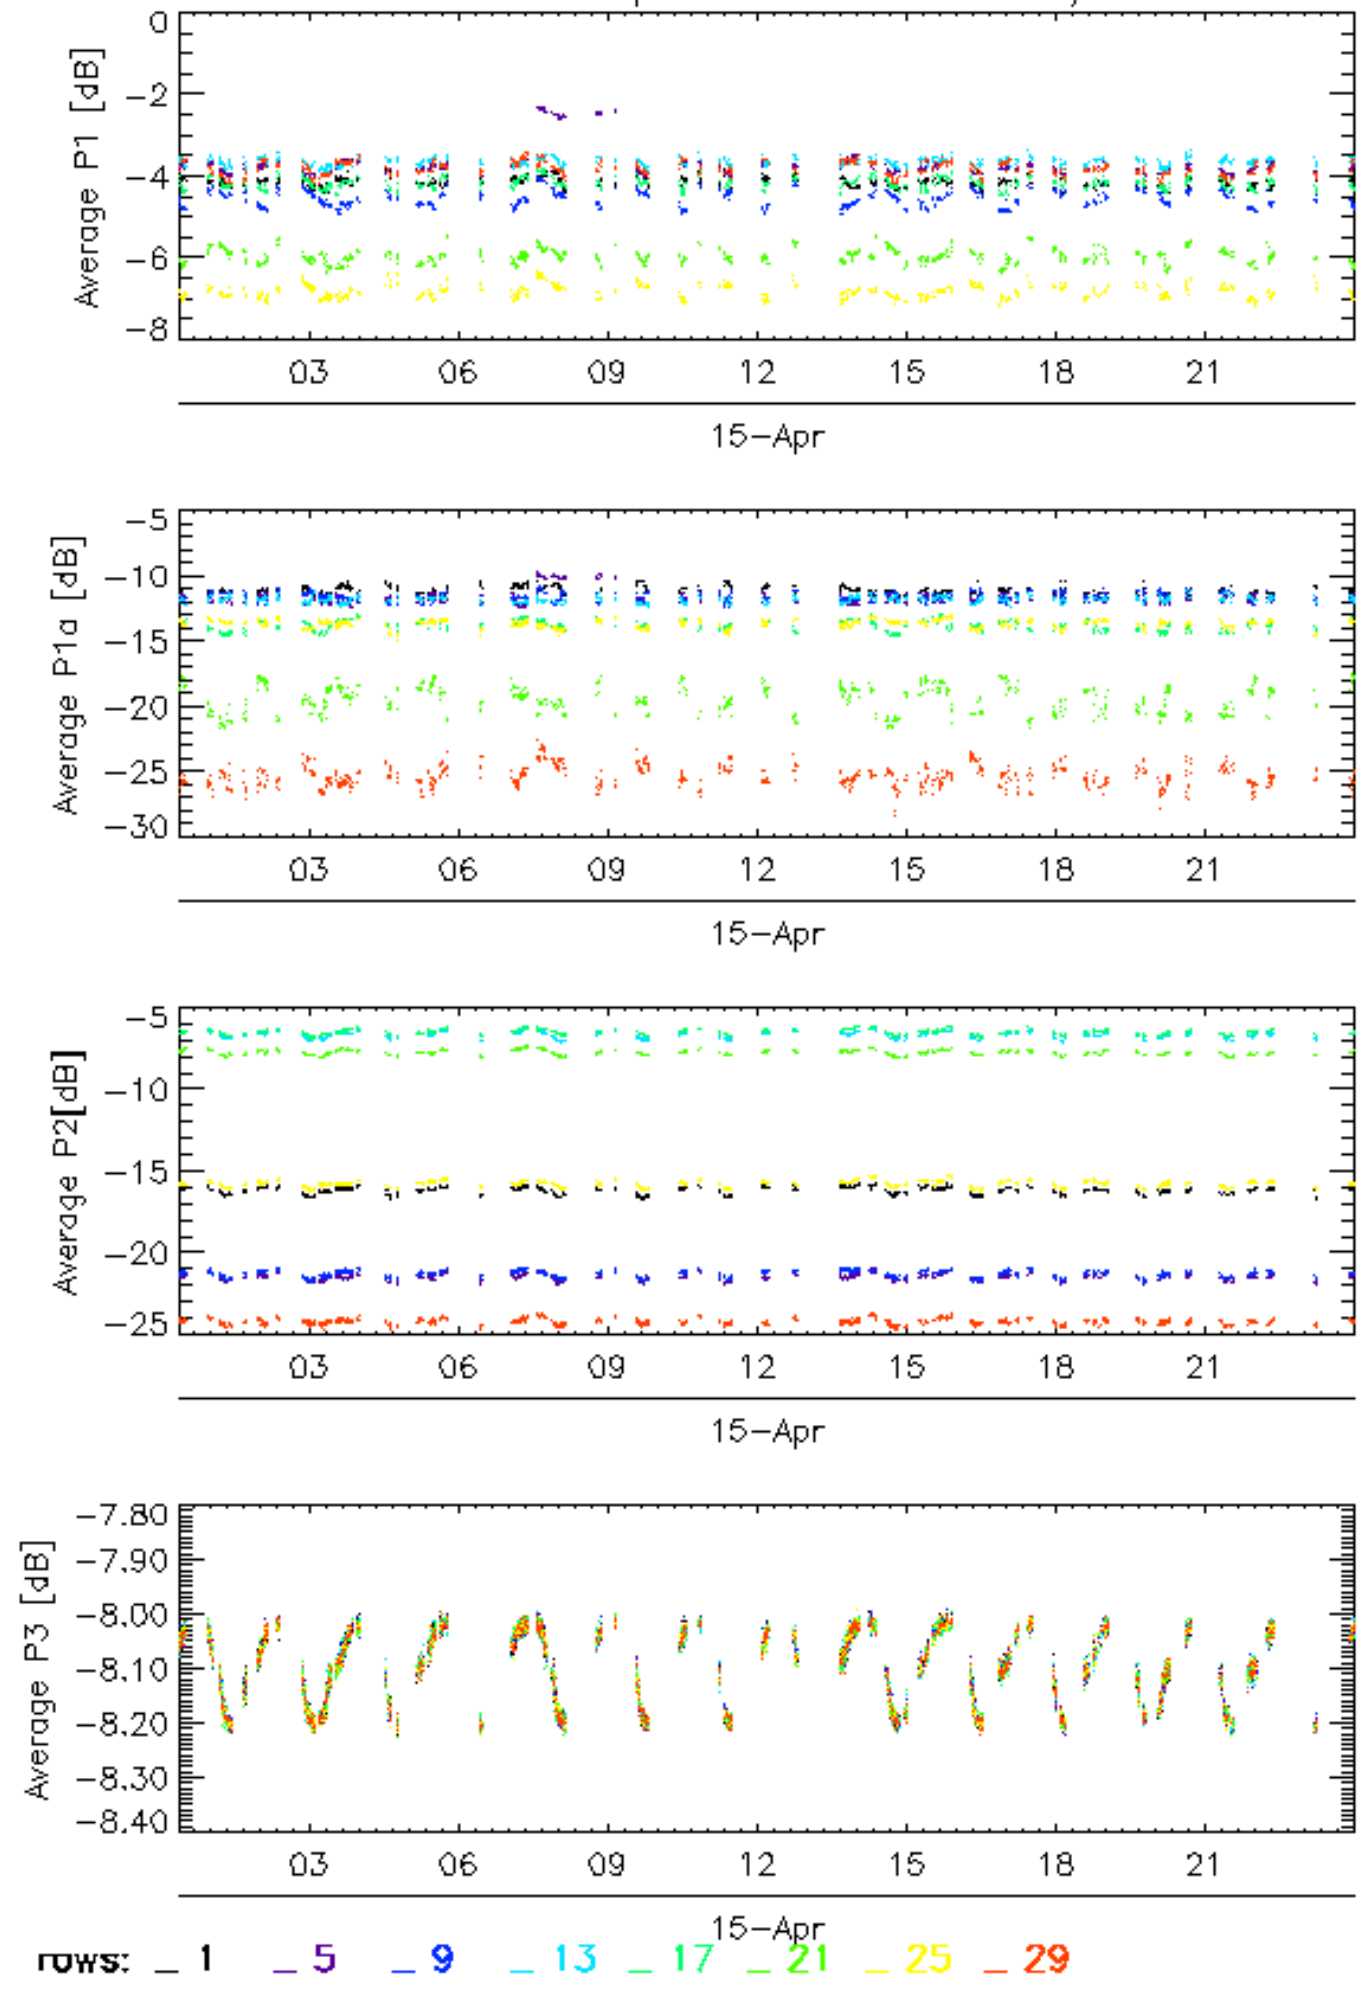 0
-2
-4
-6
-8
Average P1 [dB]
03 06 09 12 15 18 21
15-Apr
-5
-10
-15
-20
-25
-30
Average P1a [dB]
03 06 09 12 15 18 21
15-Apr
-5
-10
-15
-20
-25
Average P2[dB]
03 06 09 12 15 18 21
15-Apr
-7.80
-7.90
-8.00
-8.10
-8.20
-8.30
-8.40
Average P3 [dB]
03 06 09 12 15 18 21
15-Apr
rows: _ 1 _ 5 _ 9 _ 13 _ 17 _ 21 _ 25 _ 29